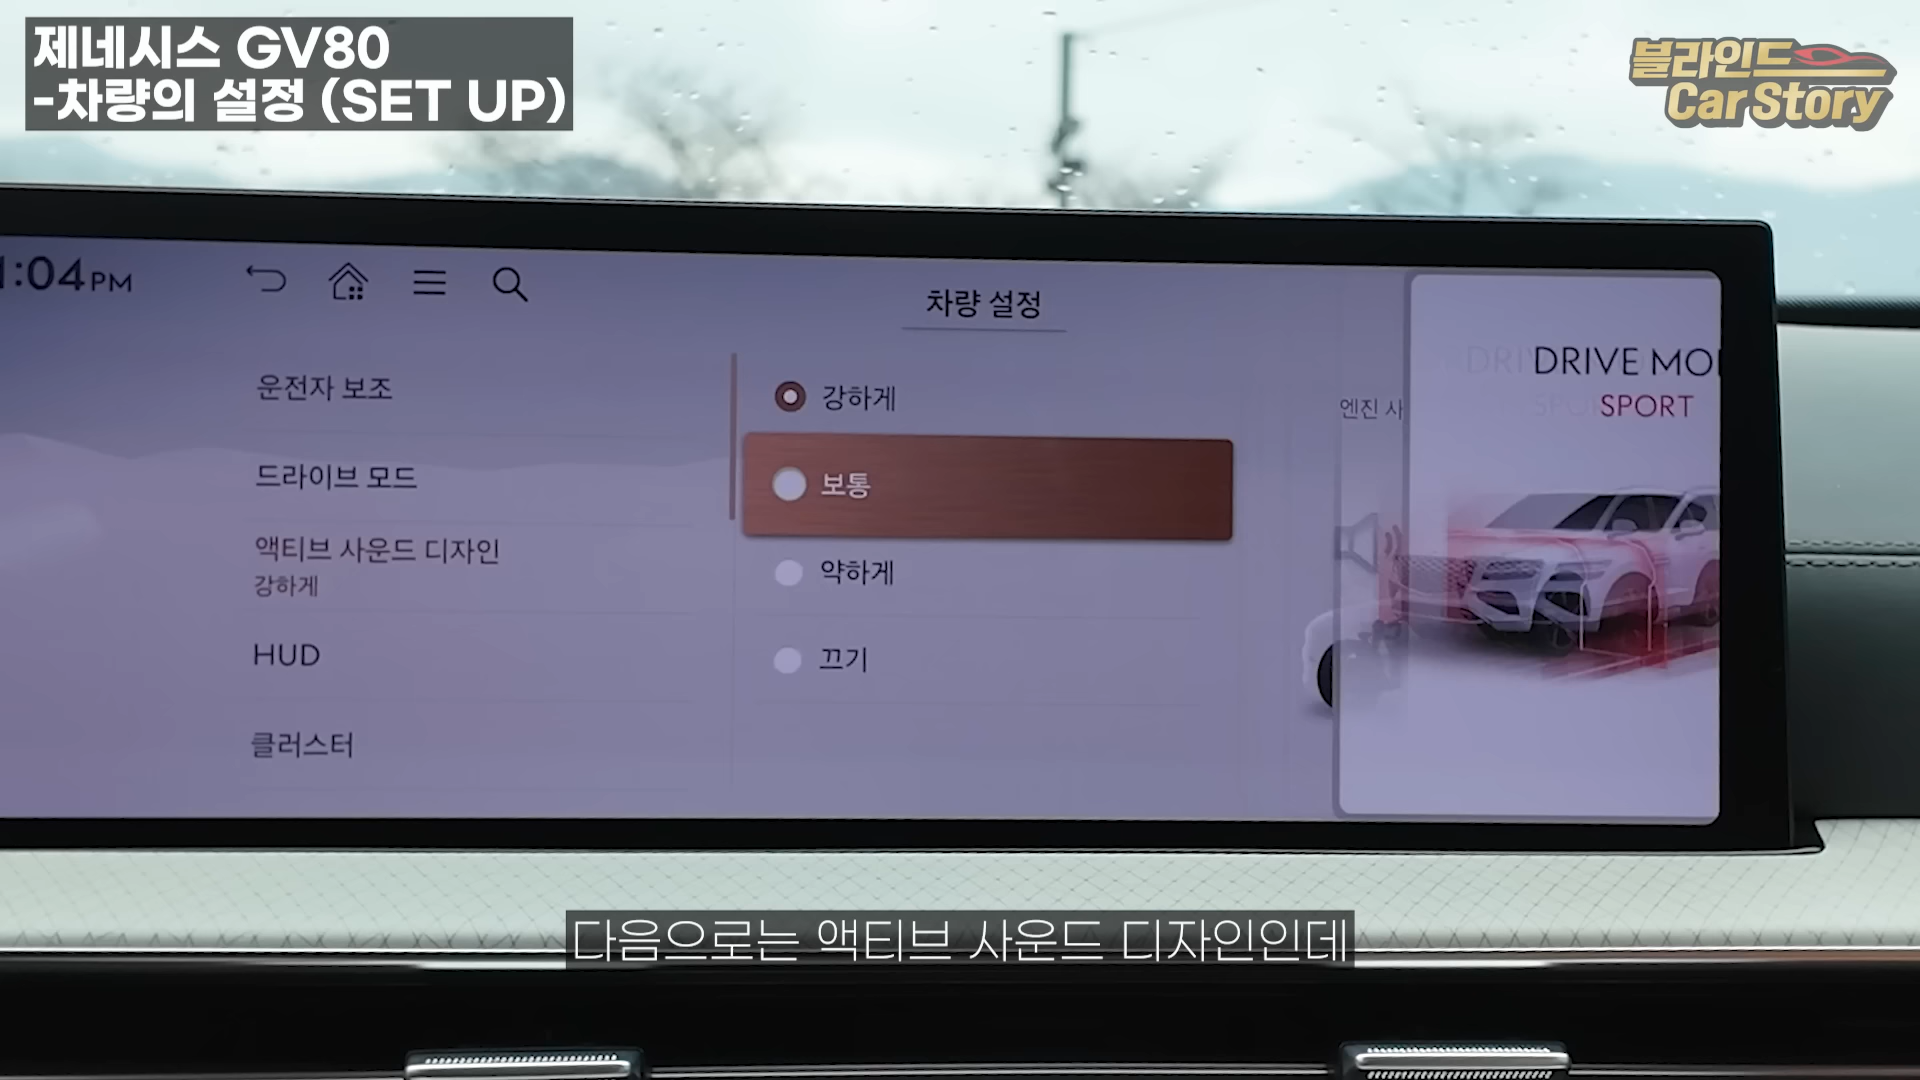 제네시스 GV80
-차량의 설정 (SET UP)
블라인드
Car Story
1:04 PM
차량 설정
운전자 보조
드라이브 모드
액티브 사운드 디자인
강하게
HUD
클러스터
강하게
보통
약하게
끄기
엔진 사
DRIVE MO
SPORT
다음으로는 액티브 사운드 디자인인데